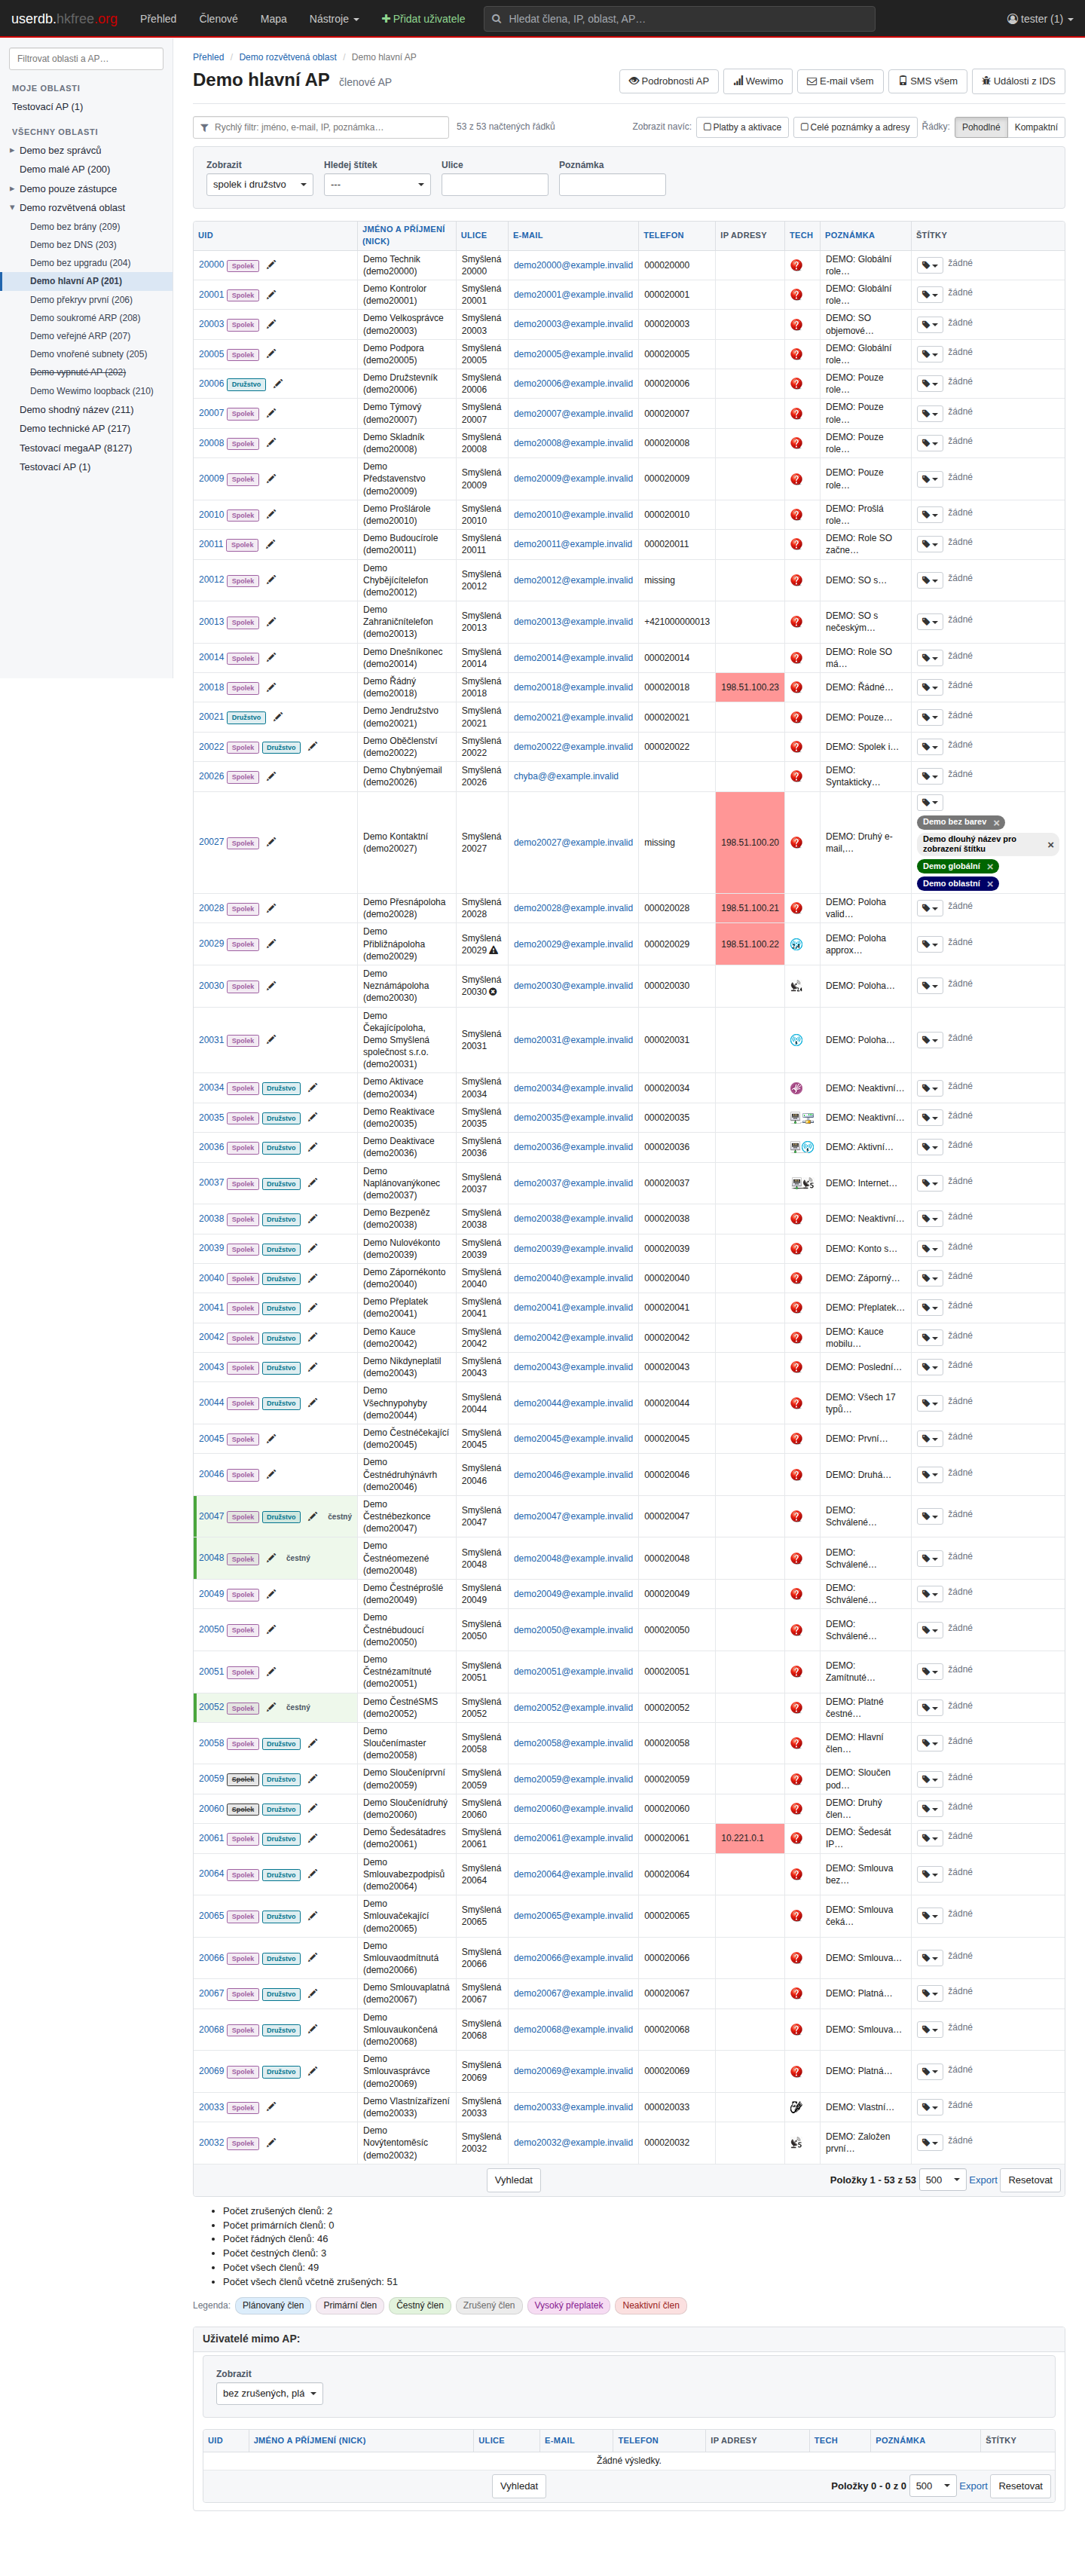 userdb.hkfree.org Přehled Členové Mapa Nástroje Přidat uživatele Hledat člena, IP, oblast, AP… tester (1)
Filtrovat oblasti a AP…
MOJE OBLASTI
Testovací AP (1)
VŠECHNY OBLASTI
Demo bez správců
Demo malé AP (200)
Demo pouze zástupce
Demo rozvětvená oblast
Demo bez brány (209)
Demo bez DNS (203)
Demo bez upgradu (204)
Demo hlavní AP (201)
Demo překryv první (206)
Demo soukromé ARP (208)
Demo veřejné ARP (207)
Demo vnořené subnety (205)
Demo vypnuté AP (202)
Demo Wewimo loopback (210)
Demo shodný název (211)
Demo technické AP (217)
Testovací megaAP (8127)
Testovací AP (1)
Přehled / Demo rozvětvená oblast / Demo hlavní AP
Demo hlavní AP členové AP
Podrobnosti AP Wewimo E-mail všem SMS všem Události z IDS
Rychlý filtr: jméno, e-mail, IP, poznámka… 53 z 53 načtených řádků Zobrazit navíc: Platby a aktivace Celé poznámky a adresy Řádky: Pohodlné Kompaktní
Zobrazit Hledej štítek Ulice Poznámka
spolek i družstvo ---
UID JMÉNO A PŘÍJMENÍ (NICK) ULICE E-MAIL TELEFON IP ADRESY TECH POZNÁMKA ŠTÍTKY
20000 Spolek Demo Technik (demo20000) Smyšlená 20000 demo20000@example.invalid 000020000 DEMO: Globální role… žádné
20001 Spolek Demo Kontrolor (demo20001) Smyšlená 20001 demo20001@example.invalid 000020001 DEMO: Globální role… žádné
20003 Spolek Demo Velkosprávce (demo20003) Smyšlená 20003 demo20003@example.invalid 000020003 DEMO: SO objemové… žádné
20005 Spolek Demo Podpora (demo20005) Smyšlená 20005 demo20005@example.invalid 000020005 DEMO: Globální role… žádné
20006 Družstvo Demo Družstevník (demo20006) Smyšlená 20006 demo20006@example.invalid 000020006 DEMO: Pouze role… žádné
20007 Spolek Demo Týmový (demo20007) Smyšlená 20007 demo20007@example.invalid 000020007 DEMO: Pouze role… žádné
20008 Spolek Demo Skladník (demo20008) Smyšlená 20008 demo20008@example.invalid 000020008 DEMO: Pouze role… žádné
20009 Spolek Demo Představenstvo (demo20009) Smyšlená 20009 demo20009@example.invalid 000020009 DEMO: Pouze role… žádné
20010 Spolek Demo Prošlárole (demo20010) Smyšlená 20010 demo20010@example.invalid 000020010 DEMO: Prošlá role… žádné
20011 Spolek Demo Budoucírole (demo20011) Smyšlená 20011 demo20011@example.invalid 000020011 DEMO: Role SO začne… žádné
20012 Spolek Demo Chybějícítelefon (demo20012) Smyšlená 20012 demo20012@example.invalid missing DEMO: SO s… žádné
20013 Spolek Demo Zahraničnítelefon (demo20013) Smyšlená 20013 demo20013@example.invalid +421000000013 DEMO: SO s nečeským… žádné
20014 Spolek Demo Dnešníkonec (demo20014) Smyšlená 20014 demo20014@example.invalid 000020014 DEMO: Role SO má… žádné
20018 Spolek Demo Řádný (demo20018) Smyšlená 20018 demo20018@example.invalid 000020018 198.51.100.23 DEMO: Řádné… žádné
20021 Družstvo Demo Jendružstvo (demo20021) Smyšlená 20021 demo20021@example.invalid 000020021 DEMO: Pouze… žádné
20022 Spolek Družstvo Demo Oběčlenství (demo20022) Smyšlená 20022 demo20022@example.invalid 000020022 DEMO: Spolek i… žádné
20026 Spolek Demo Chybnýemail (demo20026) Smyšlená 20026 chyba@@example.invalid DEMO: Syntakticky… žádné
20027 Spolek Demo Kontaktní (demo20027) Smyšlená 20027 demo20027@example.invalid missing 198.51.100.20 DEMO: Druhý e-mail,… Demo bez barev × Demo dlouhý název pro zobrazení štítku × Demo globální × Demo oblastní ×
20028 Spolek Demo Přesnápoloha (demo20028) Smyšlená 20028 demo20028@example.invalid 000020028 198.51.100.21 DEMO: Poloha valid… žádné
20029 Spolek Demo Přibližnápoloha (demo20029) Smyšlená 20029 demo20029@example.invalid 000020029 198.51.100.22 DEMO: Poloha approx… žádné
20030 Spolek Demo Neznámápoloha (demo20030) Smyšlená 20030 demo20030@example.invalid 000020030 DEMO: Poloha… žádné
20031 Spolek Demo Čekajícípoloha, Demo Smyšlená společnost s.r.o. (demo20031) Smyšlená 20031 demo20031@example.invalid 000020031 DEMO: Poloha… žádné
20034 Spolek Družstvo Demo Aktivace (demo20034) Smyšlená 20034 demo20034@example.invalid 000020034 DEMO: Neaktivní… žádné
20035 Spolek Družstvo Demo Reaktivace (demo20035) Smyšlená 20035 demo20035@example.invalid 000020035 DEMO: Neaktivní… žádné
20036 Spolek Družstvo Demo Deaktivace (demo20036) Smyšlená 20036 demo20036@example.invalid 000020036 DEMO: Aktivní… žádné
20037 Spolek Družstvo Demo Naplánovanýkonec (demo20037) Smyšlená 20037 demo20037@example.invalid 000020037 DEMO: Internet… žádné
20038 Spolek Družstvo Demo Bezpeněz (demo20038) Smyšlená 20038 demo20038@example.invalid 000020038 DEMO: Neaktivní… žádné
20039 Spolek Družstvo Demo Nulovékonto (demo20039) Smyšlená 20039 demo20039@example.invalid 000020039 DEMO: Konto s… žádné
20040 Spolek Družstvo Demo Zápornékonto (demo20040) Smyšlená 20040 demo20040@example.invalid 000020040 DEMO: Záporný… žádné
20041 Spolek Družstvo Demo Přeplatek (demo20041) Smyšlená 20041 demo20041@example.invalid 000020041 DEMO: Přeplatek… žádné
20042 Spolek Družstvo Demo Kauce (demo20042) Smyšlená 20042 demo20042@example.invalid 000020042 DEMO: Kauce mobilu… žádné
20043 Spolek Družstvo Demo Nikdyneplatil (demo20043) Smyšlená 20043 demo20043@example.invalid 000020043 DEMO: Poslední… žádné
20044 Spolek Družstvo Demo Všechnypohyby (demo20044) Smyšlená 20044 demo20044@example.invalid 000020044 DEMO: Všech 17 typů… žádné
20045 Spolek Demo Čestnéčekající (demo20045) Smyšlená 20045 demo20045@example.invalid 000020045 DEMO: První… žádné
20046 Spolek Demo Čestnédruhýnávrh (demo20046) Smyšlená 20046 demo20046@example.invalid 000020046 DEMO: Druhá… žádné
20047 Spolek Družstvo čestný Demo Čestnébezkonce (demo20047) Smyšlená 20047 demo20047@example.invalid 000020047 DEMO: Schválené… žádné
20048 Spolek čestný Demo Čestnéomezené (demo20048) Smyšlená 20048 demo20048@example.invalid 000020048 DEMO: Schválené… žádné
20049 Spolek Demo Čestnéprošlé (demo20049) Smyšlená 20049 demo20049@example.invalid 000020049 DEMO: Schválené… žádné
20050 Spolek Demo Čestnébudoucí (demo20050) Smyšlená 20050 demo20050@example.invalid 000020050 DEMO: Schválené… žádné
20051 Spolek Demo Čestnézamítnuté (demo20051) Smyšlená 20051 demo20051@example.invalid 000020051 DEMO: Zamítnuté… žádné
20052 Spolek čestný Demo ČestnéSMS (demo20052) Smyšlená 20052 demo20052@example.invalid 000020052 DEMO: Platné čestné… žádné
20058 Spolek Družstvo Demo Sloučenímaster (demo20058) Smyšlená 20058 demo20058@example.invalid 000020058 DEMO: Hlavní člen… žádné
20059 Spolek Družstvo Demo Sloučeníprvní (demo20059) Smyšlená 20059 demo20059@example.invalid 000020059 DEMO: Sloučen pod… žádné
20060 Spolek Družstvo Demo Sloučenídruhý (demo20060) Smyšlená 20060 demo20060@example.invalid 000020060 DEMO: Druhý člen… žádné
20061 Spolek Družstvo Demo Šedesátadres (demo20061) Smyšlená 20061 demo20061@example.invalid 000020061 10.221.0.1 DEMO: Šedesát IP… žádné
20064 Spolek Družstvo Demo Smlouvabezpodpisů (demo20064) Smyšlená 20064 demo20064@example.invalid 000020064 DEMO: Smlouva bez… žádné
20065 Spolek Družstvo Demo Smlouvačekající (demo20065) Smyšlená 20065 demo20065@example.invalid 000020065 DEMO: Smlouva čeká… žádné
20066 Spolek Družstvo Demo Smlouvaodmítnutá (demo20066) Smyšlená 20066 demo20066@example.invalid 000020066 DEMO: Smlouva… žádné
20067 Spolek Družstvo Demo Smlouvaplatná (demo20067) Smyšlená 20067 demo20067@example.invalid 000020067 DEMO: Platná… žádné
20068 Spolek Družstvo Demo Smlouvaukončená (demo20068) Smyšlená 20068 demo20068@example.invalid 000020068 DEMO: Smlouva… žádné
20069 Spolek Družstvo Demo Smlouvasprávce (demo20069) Smyšlená 20069 demo20069@example.invalid 000020069 DEMO: Platná… žádné
20033 Spolek Demo Vlastnízařízení (demo20033) Smyšlená 20033 demo20033@example.invalid 000020033 DEMO: Vlastní… žádné
20032 Spolek Demo Novýtentoměsíc (demo20032) Smyšlená 20032 demo20032@example.invalid 000020032 DEMO: Založen první… žádné
Vyhledat Položky 1 - 53 z 53 500 Export Resetovat
Počet zrušených členů: 2
Počet primárních členů: 0
Počet řádných členů: 46
Počet čestných členů: 3
Počet všech členů: 49
Počet všech členů včetně zrušených: 51
Legenda: Plánovaný člen Primární člen Čestný člen Zrušený člen Vysoký přeplatek Neaktivní člen
Uživatelé mimo AP:
Zobrazit
bez zrušených, plá
UID JMÉNO A PŘÍJMENÍ (NICK) ULICE E-MAIL TELEFON IP ADRESY TECH POZNÁMKA ŠTÍTKY
Žádné výsledky.
Vyhledat Položky 0 - 0 z 0 500 Export Resetovat